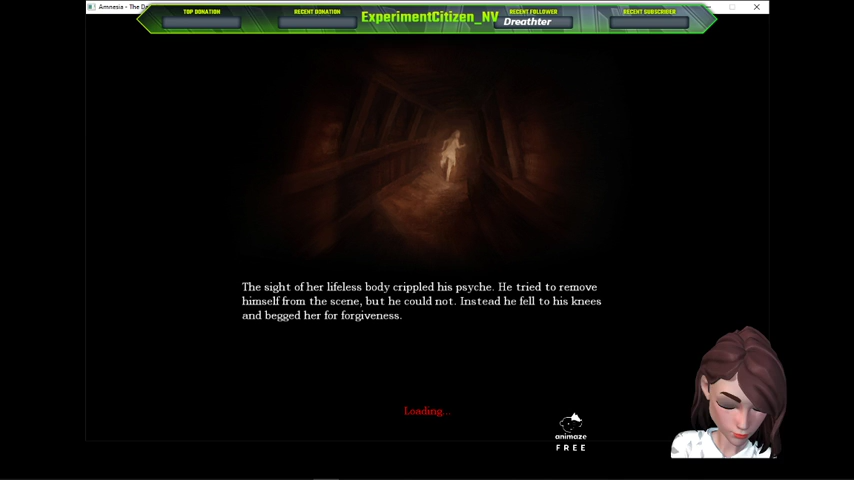 Amnesia - The Da
TOP DONATION
RECENT DONATION
ExperimentCitizen_NV
RECENT FOLLOWER
Dreathter
RECENT SUBSCRIBER
The sight of her lifeless body crippled his psyche. He tried to remove
himself from the scene, but he could not. Instead he fell to his knees
and begged her for forgiveness.
Loading...
animaze
FREE